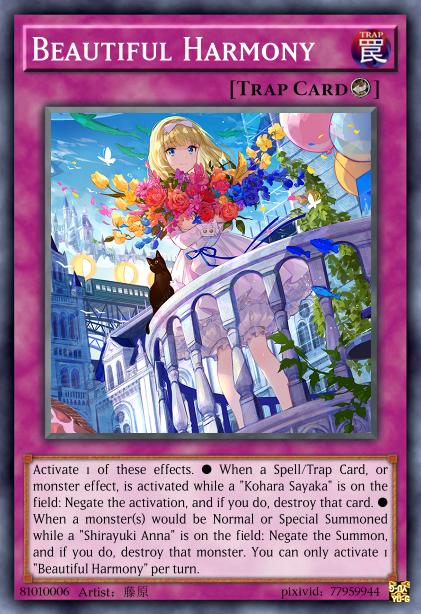 Beautiful Harmony
TRAP
罠
[Trap Card]
Activate 1 of these effects. ● When a Spell/Trap Card, or
monster effect, is activated while a "Kohara Sayaka" is on the
field: Negate the activation, and if you do, destroy that card. ●
When a monster(s) would be Normal or Special Summoned
while a "Shirayuki Anna" is on the field: Negate the Summon,
and if you do, destroy that monster. You can only activate 1
"Beautiful Harmony" per turn.
81010006 Artist: 藤原 pixivid: 77959944